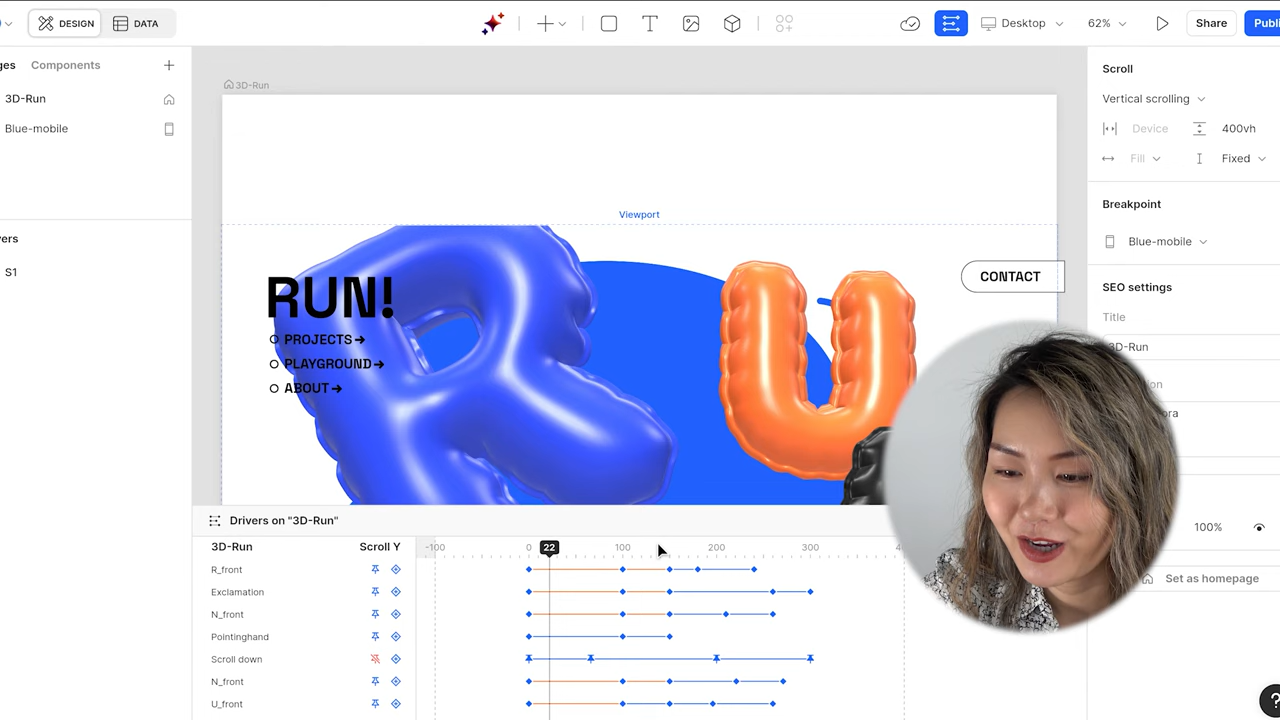 DESIGN
DATA
Desktop
62%
Share
Publi
ges
Components
3D-Run
Blue-mobile
yers
S1
3D-Run
Viewport
RUN!
PROJECTS
PLAYGROUND
ABOUT
CONTACT
Scroll
Vertical scrolling
Device
400vh
Fill
Fixed
Breakpoint
Blue-mobile
SEO settings
Title
3D-Run
100%
Set as homepage
Drivers on "3D-Run"
3D-Run
Scroll Y
-100
0
22
100
200
300
R_front
Exclamation
N_front
Pointinghand
Scroll down
N_front
U_front
?